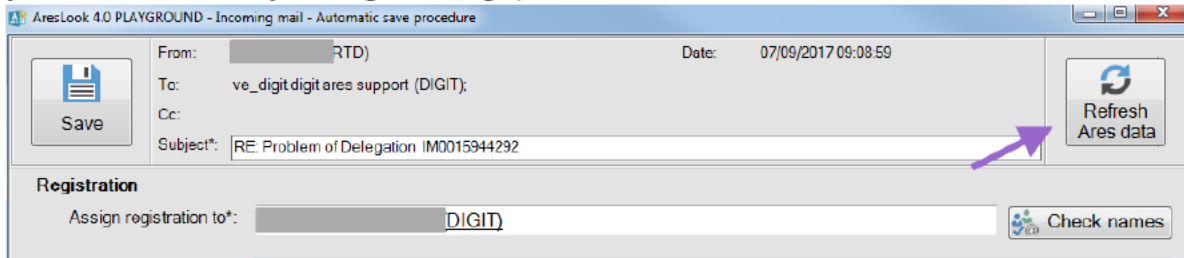 AresLook 4.0 PLAYGROUND - Incoming mail - Automatic save procedure
From: RTD) Date: 07/09/2017 09:08:59
To: ve_digit digit ares support (DIGIT);
Cc:
Subject*: RE: Problem of Delegation IM0015944292
Save
Refresh
Ares data
Registration
Assign registration to*: (DIGIT) Check names